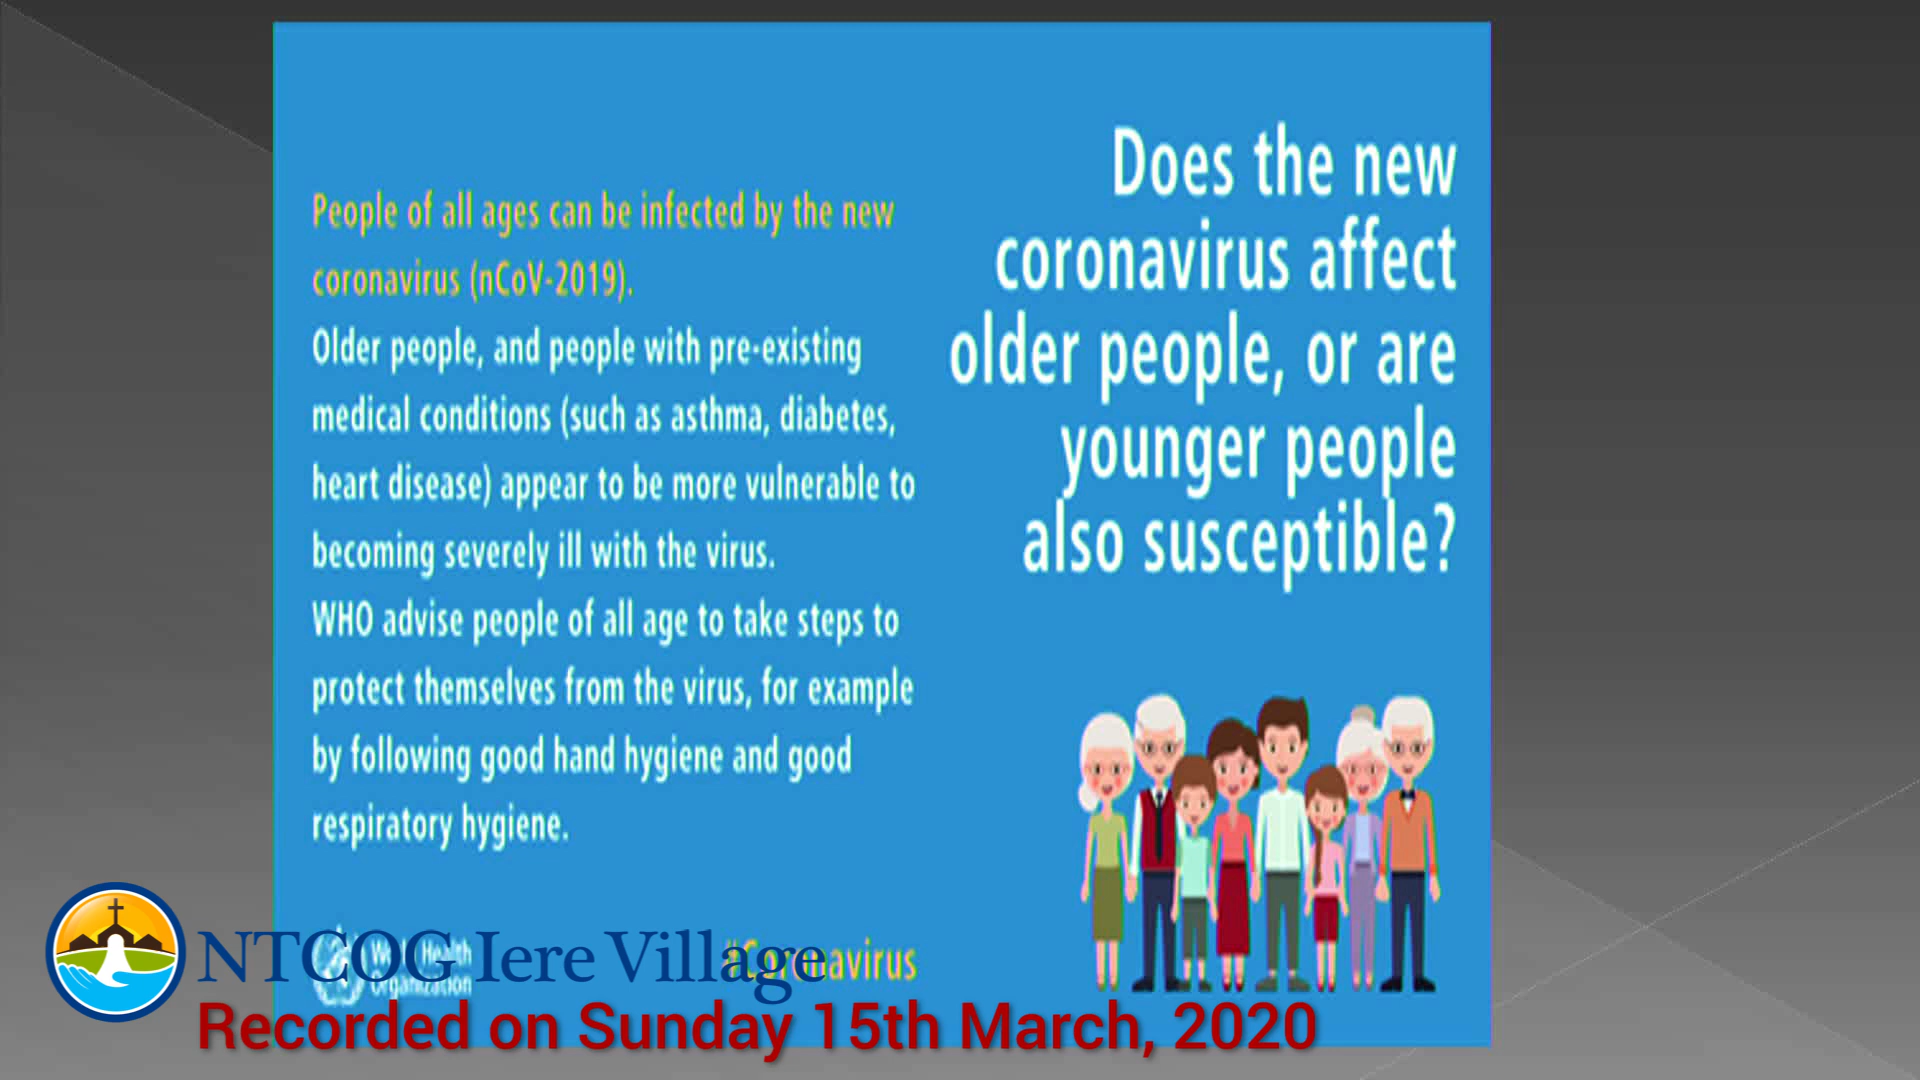 Does the new
coronavirus affect
older people, or are
younger people
also susceptible?
People of all ages can be infected by the new
coronavirus (nCoV-2019).
Older people, and people with pre-existing
medical conditions (such as asthma, diabetes,
heart disease) appear to be more vulnerable to
becoming severely ill with the virus.
WHO advise people of all age to take steps to
protect themselves from the virus, for example
by following good hand hygiene and good
respiratory hygiene.
World Health
Organization
#Coronavirus
NTCOG Iere Village
Recorded on Sunday 15th March, 2020